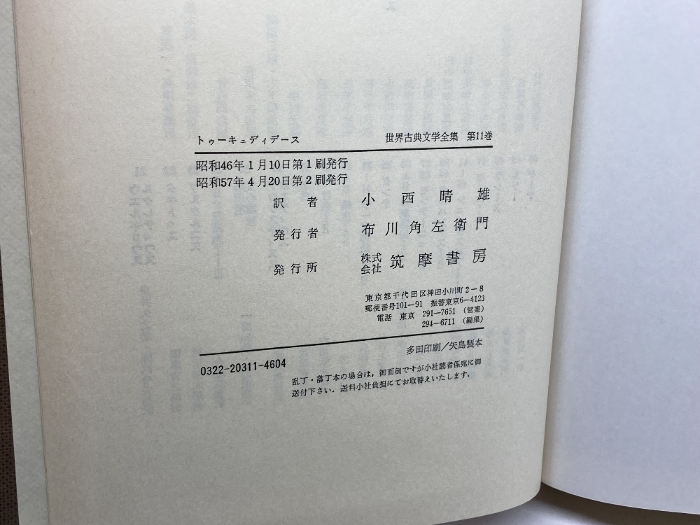 トゥーキュディデース 世界古典文学全集 第11巻
昭和46年1月10日第1刷発行
昭和57年4月20日第2刷発行
訳者 小西晴雄
発行者 布川角左衛門
発行所 株式会社 筑摩書房
東京都千代田区神田小川町2-8
郵便番号101-91 振替東京6-4123
電話 東京 291-7651(営業)
294-6711(編集)
多田印刷/矢島製本
0322-20311-4604
乱丁・落丁本の場合は,御面倒ですが小社読者係宛に御
送付下さい.送料小社負担にてお取替えいたします.